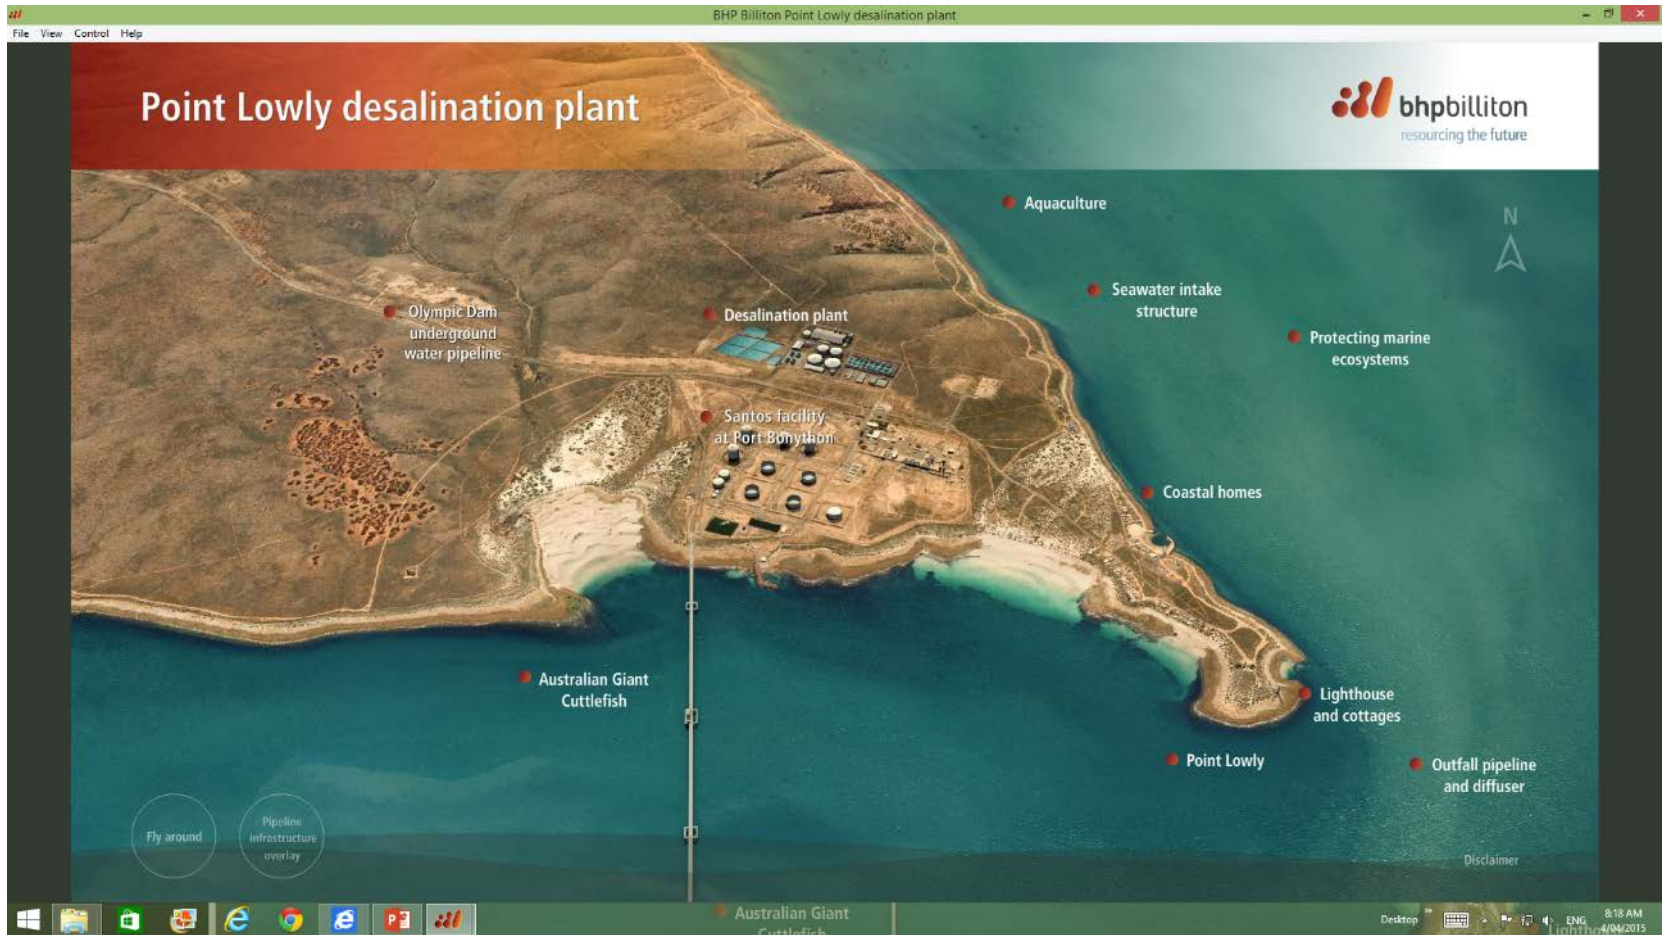 BHP Billiton Point Lowly desalination plant
File View Control Help
Point Lowly desalination plant
bhpbilliton
resourcing the future
Aquaculture
N
Seawater intake
structure
Olympic Dam
underground
water pipeline
Desalination plant
Protecting marine
ecosystems
Santos facility
at Port Bonython
Coastal homes
Australian Giant
Cuttlefish
Lighthouse
and cottages
Point Lowly
Outfall pipeline
and diffuser
Fly around
Pipeline
infrastructure
overlay
Disclaimer
Australian Giant
Cuttlefish
Desktop
ENG
8:18 AM
4/04/2015